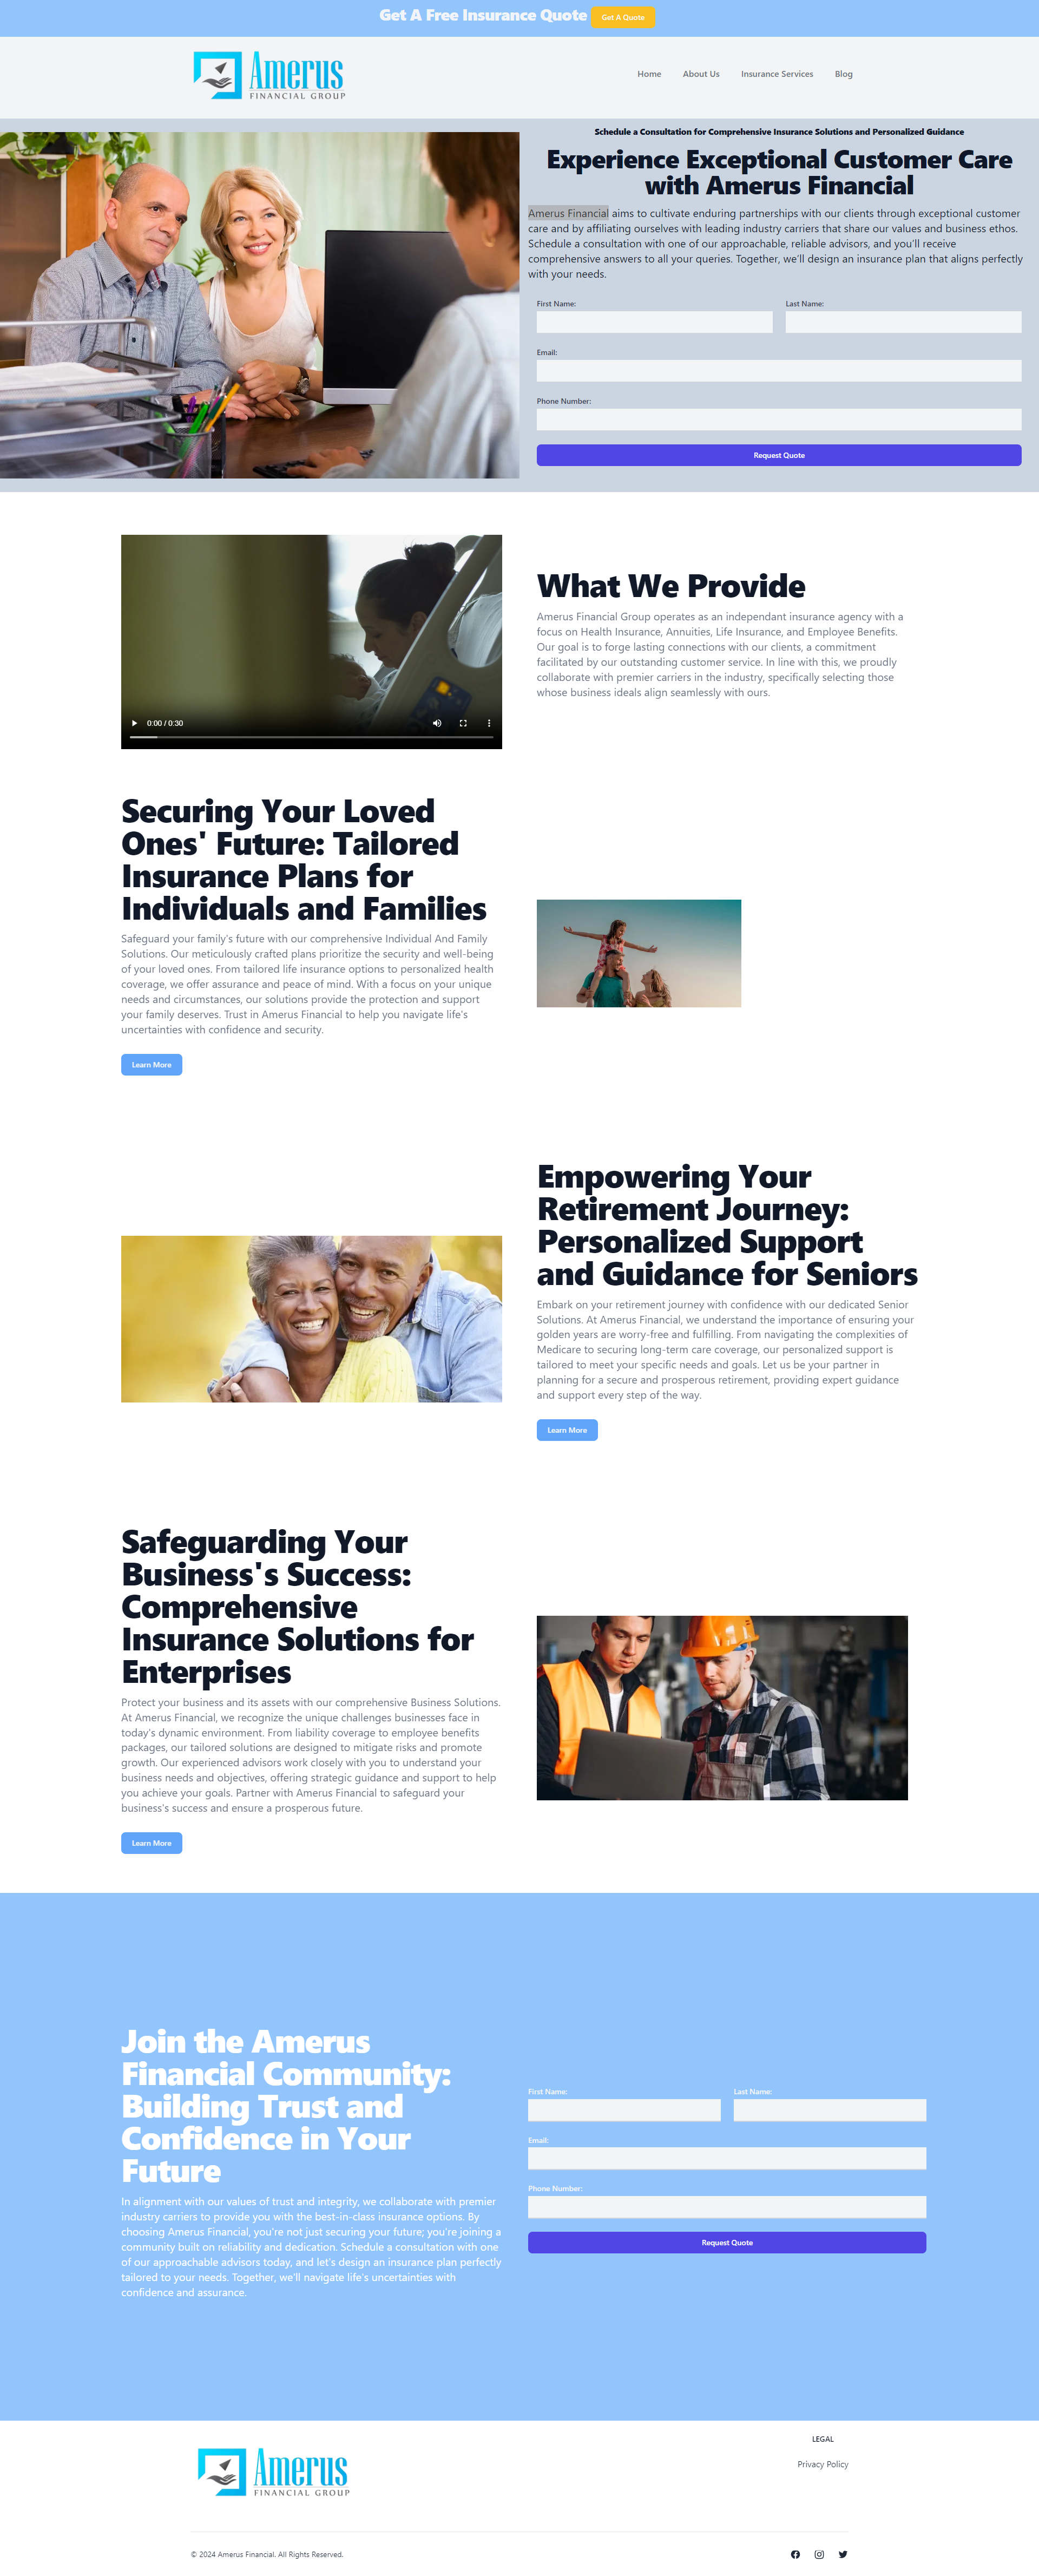 Get A Free Insurance Quote Get A Quote
Amerus
FINANCIAL GROUP
Home About Us Insurance Services Blog
Schedule a Consultation for Comprehensive Insurance Solutions and Personalized Guidance
Experience Exceptional Customer Care
with Amerus Financial
Amerus Financial aims to cultivate enduring partnerships with our clients through exceptional customer
care and by affiliating ourselves with leading industry carriers that share our values and business ethos.
Schedule a consultation with one of our approachable, reliable advisors, and you'll receive
comprehensive answers to all your queries. Together, we'll design an insurance plan that aligns perfectly
with your needs.
First Name: Last Name:
Email:
Phone Number:
Request Quote
0:00 / 0:30
What We Provide
Amerus Financial Group operates as an independent insurance agency with a
focus on Health Insurance, Annuities, Life Insurance, and Employee Benefits.
Our goal is to forge lasting connections with our clients, a commitment
facilitated by our outstanding customer service. In line with this, we proudly
collaborate with premier carriers in the industry, specifically selecting those
whose business ideals align seamlessly with ours.
Securing Your Loved
Ones' Future: Tailored
Insurance Plans for
Individuals and Families
Safeguard your family's future with our comprehensive Individual And Family
Solutions. Our meticulously crafted plans prioritize the security and well-being
of your loved ones. From tailored life insurance options to personalized health
coverage, we offer assurance and peace of mind. With a focus on your unique
needs and circumstances, our solutions provide the protection and support
your family deserves. Trust in Amerus Financial to help you navigate life's
uncertainties with confidence and security.
Learn More
Empowering Your
Retirement Journey:
Personalized Support
and Guidance for Seniors
Embark on your retirement journey with confidence with our dedicated Senior
Solutions. At Amerus Financial, we understand the importance of ensuring your
golden years are worry-free and fulfilling. From navigating the complexities of
Medicare to securing long-term care coverage, our personalized support is
tailored to meet your specific needs and goals. Let us be your partner in
planning for a secure and prosperous retirement, providing expert guidance
and support every step of the way.
Learn More
Safeguarding Your
Business's Success:
Comprehensive
Insurance Solutions for
Enterprises
Protect your business and its assets with our comprehensive Business Solutions.
At Amerus Financial, we recognize the unique challenges businesses face in
today's dynamic environment. From liability coverage to employee benefits
packages, our tailored solutions are designed to mitigate risks and promote
growth. Our experienced advisors work closely with you to understand your
business needs and objectives, offering strategic guidance and support to help
you achieve your goals. Partner with Amerus Financial to safeguard your
business's success and ensure a prosperous future.
Learn More
Join the Amerus
Financial Community:
Building Trust and
Confidence in Your
Future
In alignment with our values of trust and integrity, we collaborate with premier
industry carriers to provide you with the best-in-class insurance options. By
choosing Amerus Financial, you're not just securing your future; you're joining a
community built on reliability and dedication. Schedule a consultation with one
of our approachable advisors today, and let's design an insurance plan perfectly
tailored to your needs. Together, we'll navigate life's uncertainties with
confidence and assurance.
First Name: Last Name:
Email:
Phone Number:
Request Quote
Amerus
FINANCIAL GROUP
LEGAL
Privacy Policy
© 2024 Amerus Financial. All Rights Reserved.